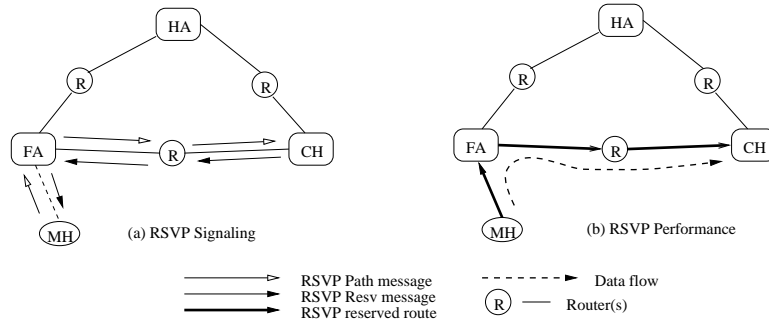 HA
HA
R
R
R
R
FA
R
CH
FA
R
CH
MH
(a) RSVP Signaling
MH
(b) RSVP Performance
RSVP Path message
Data flow
RSVP Resv message
R
Router(s)
RSVP reserved route